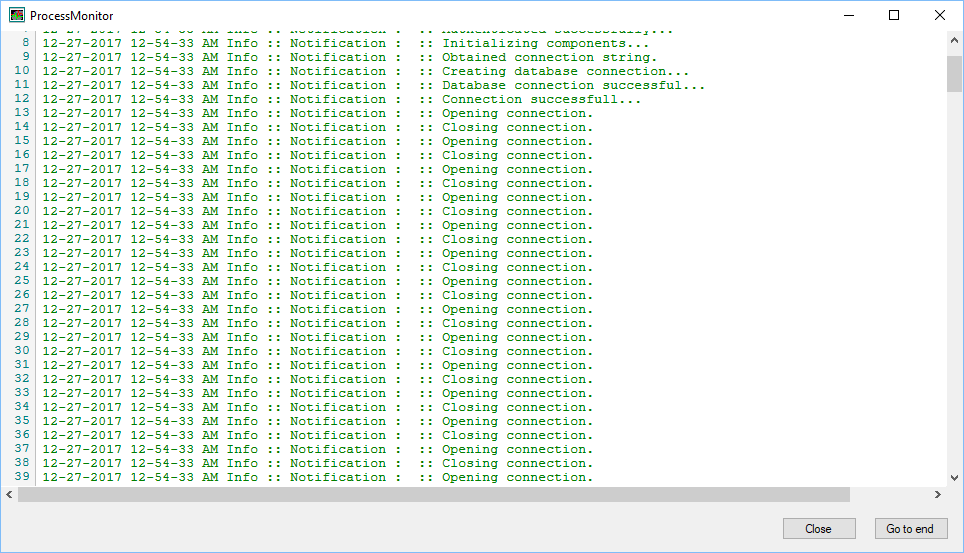 ProcessMonitor
12-27-2017 12-54-33 AM Info :: Notification :  :: Authenticated successfully...
8 12-27-2017 12-54-33 AM Info :: Notification :  :: Initializing components...
9 12-27-2017 12-54-33 AM Info :: Notification :  :: Obtained connection string.
10 12-27-2017 12-54-33 AM Info :: Notification :  :: Creating database connection...
11 12-27-2017 12-54-33 AM Info :: Notification :  :: Database connection successful...
12 12-27-2017 12-54-33 AM Info :: Notification :  :: Connection successfull...
13 12-27-2017 12-54-33 AM Info :: Notification :  :: Opening connection.
14 12-27-2017 12-54-33 AM Info :: Notification :  :: Closing connection.
15 12-27-2017 12-54-33 AM Info :: Notification :  :: Opening connection.
16 12-27-2017 12-54-33 AM Info :: Notification :  :: Closing connection.
17 12-27-2017 12-54-33 AM Info :: Notification :  :: Opening connection.
18 12-27-2017 12-54-33 AM Info :: Notification :  :: Closing connection.
19 12-27-2017 12-54-33 AM Info :: Notification :  :: Opening connection.
20 12-27-2017 12-54-33 AM Info :: Notification :  :: Closing connection.
21 12-27-2017 12-54-33 AM Info :: Notification :  :: Opening connection.
22 12-27-2017 12-54-33 AM Info :: Notification :  :: Closing connection.
23 12-27-2017 12-54-33 AM Info :: Notification :  :: Opening connection.
24 12-27-2017 12-54-33 AM Info :: Notification :  :: Closing connection.
25 12-27-2017 12-54-33 AM Info :: Notification :  :: Opening connection.
26 12-27-2017 12-54-33 AM Info :: Notification :  :: Closing connection.
27 12-27-2017 12-54-33 AM Info :: Notification :  :: Opening connection.
28 12-27-2017 12-54-33 AM Info :: Notification :  :: Closing connection.
29 12-27-2017 12-54-33 AM Info :: Notification :  :: Opening connection.
30 12-27-2017 12-54-33 AM Info :: Notification :  :: Closing connection.
31 12-27-2017 12-54-33 AM Info :: Notification :  :: Opening connection.
32 12-27-2017 12-54-33 AM Info :: Notification :  :: Closing connection.
33 12-27-2017 12-54-33 AM Info :: Notification :  :: Opening connection.
34 12-27-2017 12-54-33 AM Info :: Notification :  :: Closing connection.
35 12-27-2017 12-54-33 AM Info :: Notification :  :: Opening connection.
36 12-27-2017 12-54-33 AM Info :: Notification :  :: Closing connection.
37 12-27-2017 12-54-33 AM Info :: Notification :  :: Opening connection.
38 12-27-2017 12-54-33 AM Info :: Notification :  :: Closing connection.
39 12-27-2017 12-54-33 AM Info :: Notification :  :: Opening connection.
Close
Go to end